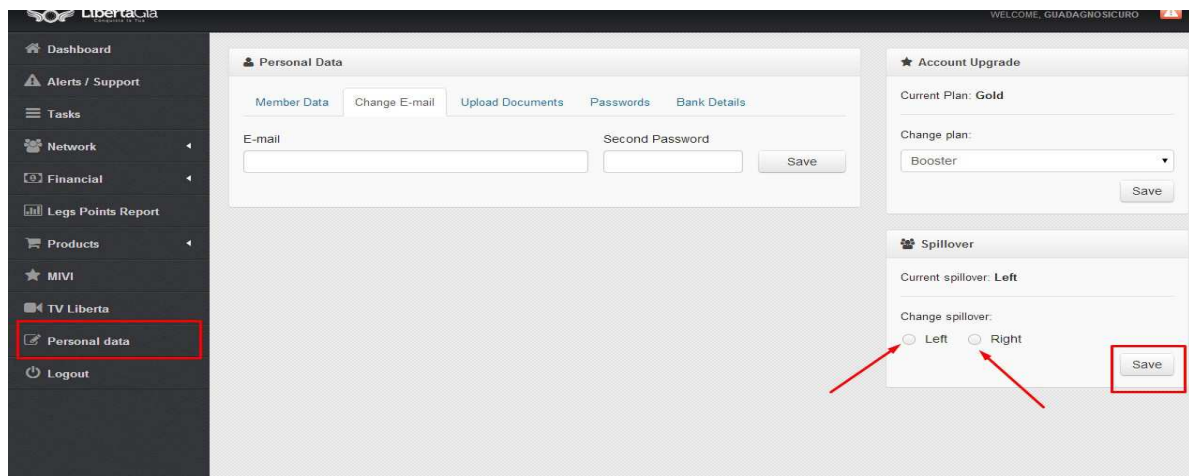 LibertaGia
WELCOME, GUADAGNOSICURO
Dashboard
Alerts / Support
Tasks
Network
Financial
Legs Points Report
Products
MIVI
TV Liberta
Personal data
Logout
Personal Data
Member Data Change E-mail Upload Documents Passwords Bank Details
E-mail Second Password
Save
Account Upgrade
Current Plan: Gold
Change plan:
Booster
Save
Spillover
Current spillover: Left
Change spillover:
Left Right
Save